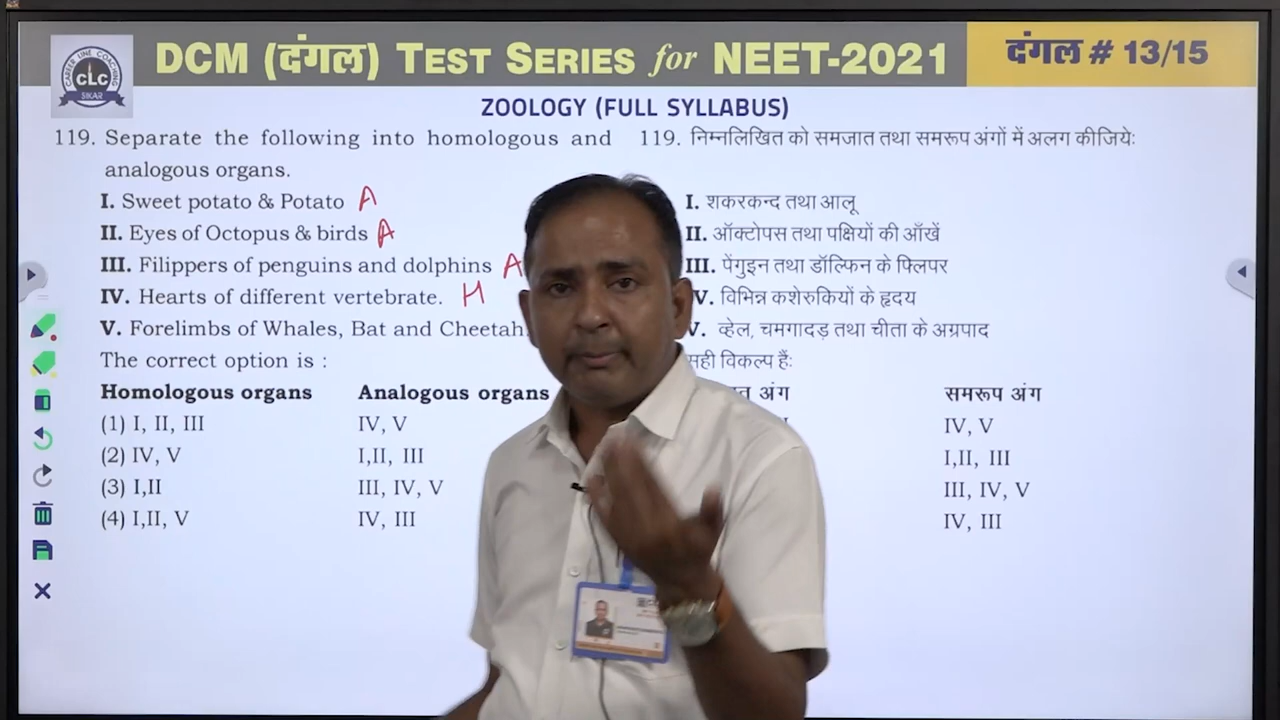 CAREER LINE COACHING
CLC
SIKAR
DCM (दंगल) TEST SERIES for NEET-2021
दंगल # 13/15
ZOOLOGY (FULL SYLLABUS)
119. Separate the following into homologous and
analogous organs.
I. Sweet potato & Potato A
II. Eyes of Octopus & birds A
III. Filippers of penguins and dolphins A
IV. Hearts of different vertebrate. H
V. Forelimbs of Whales, Bat and Cheetah.
The correct option is :
Homologous organs Analogous organs
(1) I, II, III IV, V
(2) IV, V I,II, III
(3) I,II III, IV, V
(4) I,II, V IV, III
119. निम्नलिखित को समजात तथा समरूप अंगों में अलग कीजिये:
I. शकरकन्द तथा आलू
II. ऑक्टोपस तथा पक्षियों की आँखें
III. पेंगुइन तथा डॉल्फिन के फ्लिपर
V. विभिन्न कशेरुकियों के हृदय
V. व्हेल, चमगादड़ तथा चीता के अग्रपाद
सही विकल्प हैं:
अंग समरूप अंग
IV, V
I,II, III
III, IV, V
IV, III